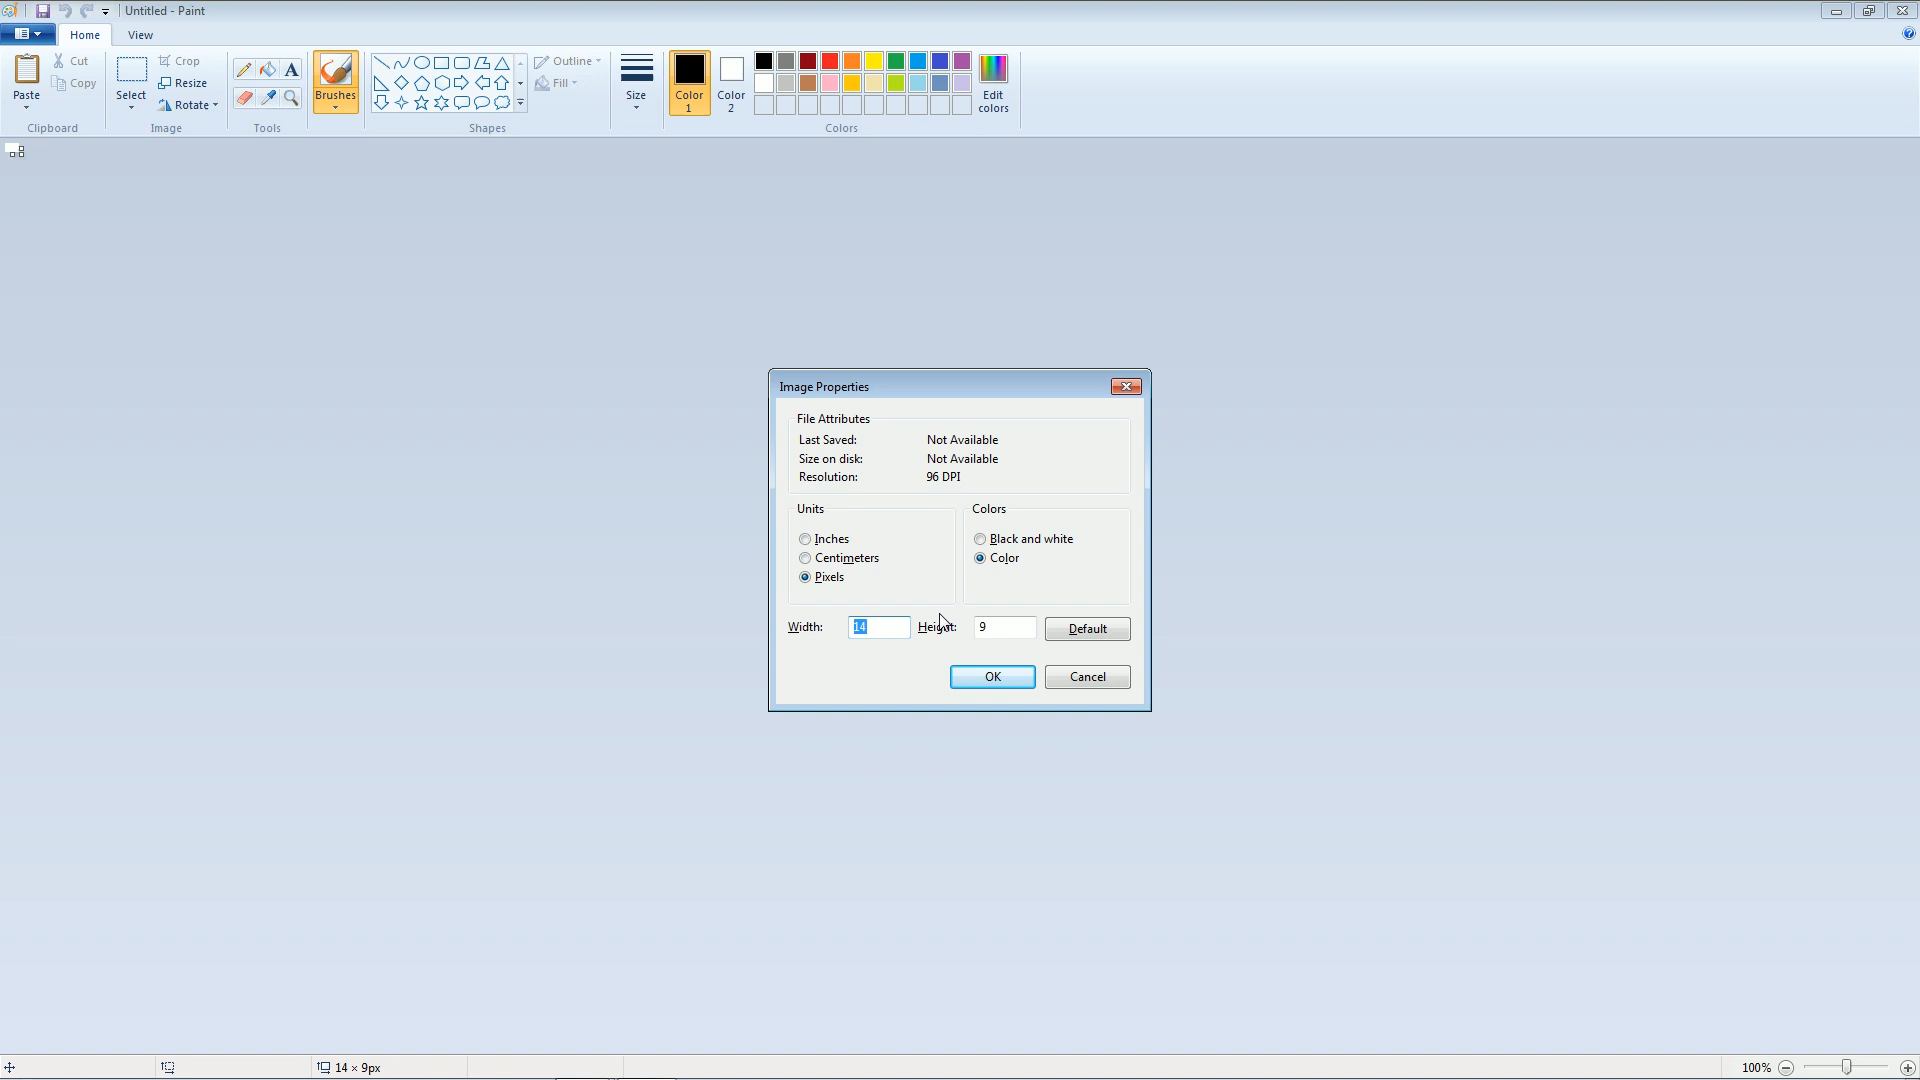 Untitled - Paint
Home
View
Paste
Cut
Copy
Clipboard
Select
Crop
Resize
Rotate
Image
A
Tools
Brushes
Outline
Fill
Shapes
Size
Color 1
Color 2
Edit colors
Colors
Image Properties
File Attributes
Last Saved: Not Available
Size on disk: Not Available
Resolution: 96 DPI
Units
Colors
Inches
Black and white
Centimeters
Color
Pixels
Width: 14 Height: 9 Default
OK Cancel
14 × 9px
100%